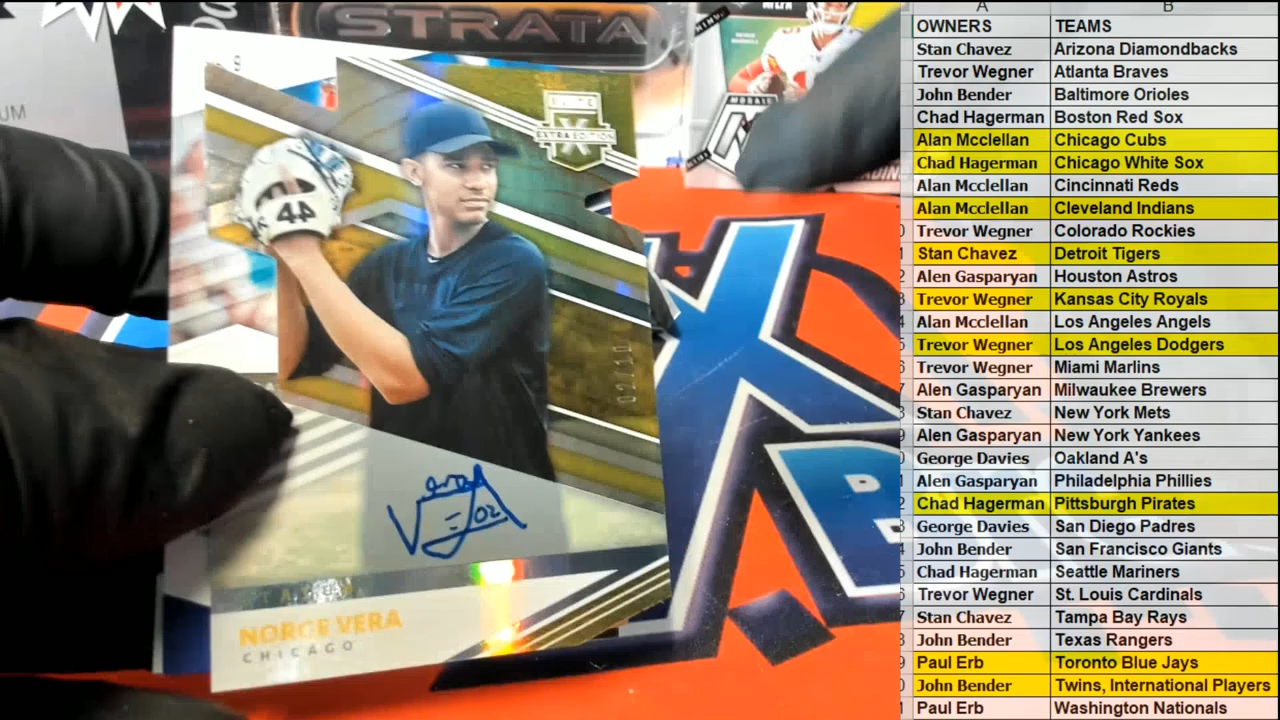 STRATA
9
UM
ELITE
EXTRA EDITION
44
02/10
NORGE VERA
CHICAGO
MOSAIC
A B
OWNERS TEAMS
Stan Chavez Arizona Diamondbacks
Trevor Wegner Atlanta Braves
John Bender Baltimore Orioles
Chad Hagerman Boston Red Sox
Alan Mcclellan Chicago Cubs
Chad Hagerman Chicago White Sox
Alan Mcclellan Cincinnati Reds
Alan Mcclellan Cleveland Indians
Trevor Wegner Colorado Rockies
Stan Chavez Detroit Tigers
Alen Gasparyan Houston Astros
Trevor Wegner Kansas City Royals
Alan Mcclellan Los Angeles Angels
Trevor Wegner Los Angeles Dodgers
Trevor Wegner Miami Marlins
Alen Gasparyan Milwaukee Brewers
Stan Chavez New York Mets
Alen Gasparyan New York Yankees
George Davies Oakland A's
Alen Gasparyan Philadelphia Phillies
Chad Hagerman Pittsburgh Pirates
George Davies San Diego Padres
John Bender San Francisco Giants
Chad Hagerman Seattle Mariners
Trevor Wegner St. Louis Cardinals
Stan Chavez Tampa Bay Rays
John Bender Texas Rangers
Paul Erb Toronto Blue Jays
John Bender Twins, International Players
Paul Erb Washington Nationals